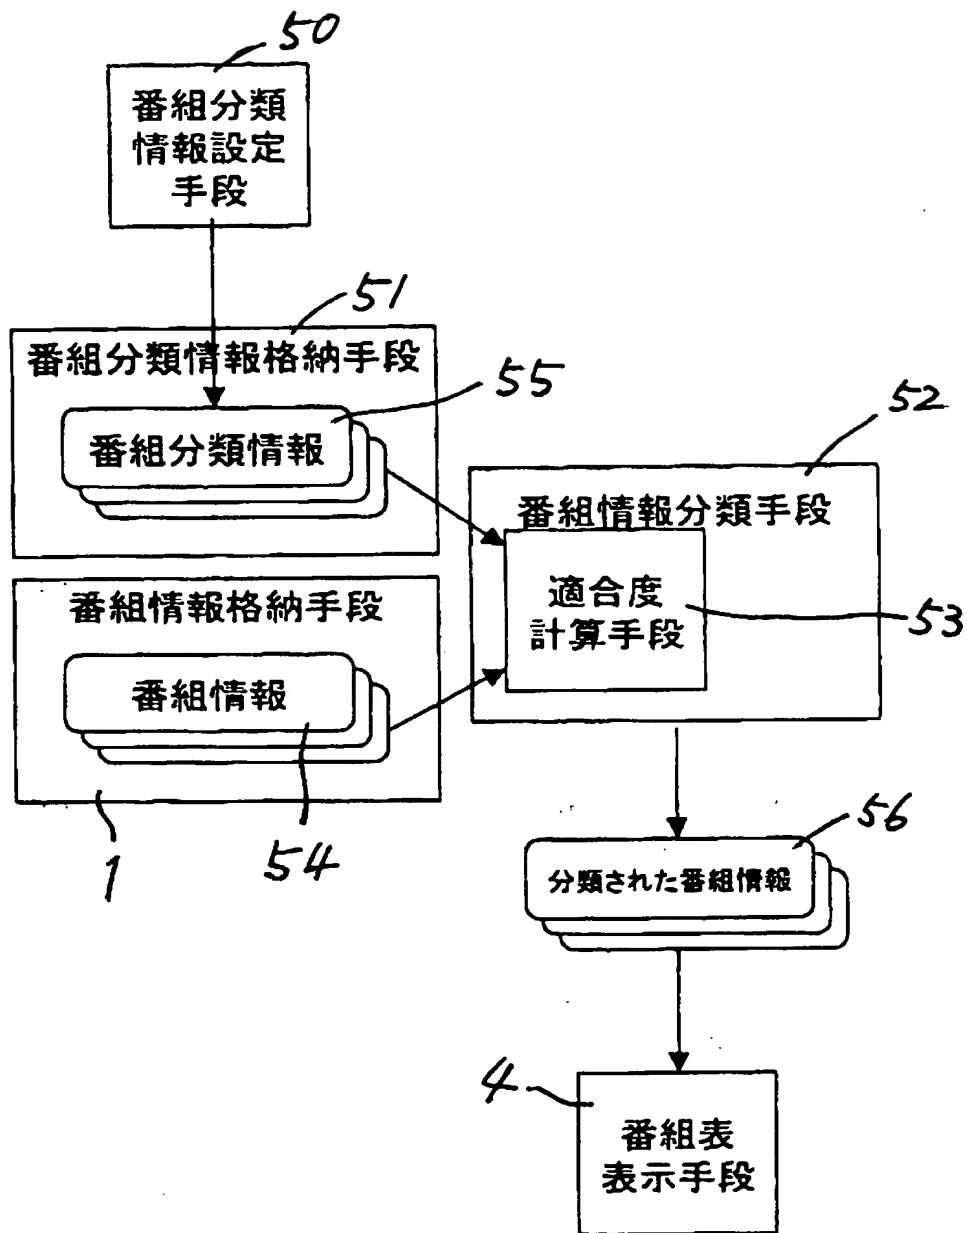 50
番組分類
情報設定
手段
51
番組分類情報格納手段
55
番組分類情報
52
番組情報分類手段
適合度
計算手段
53
番組情報格納手段
番組情報
1
54
56
分類された番組情報
4
番組表
表示手段